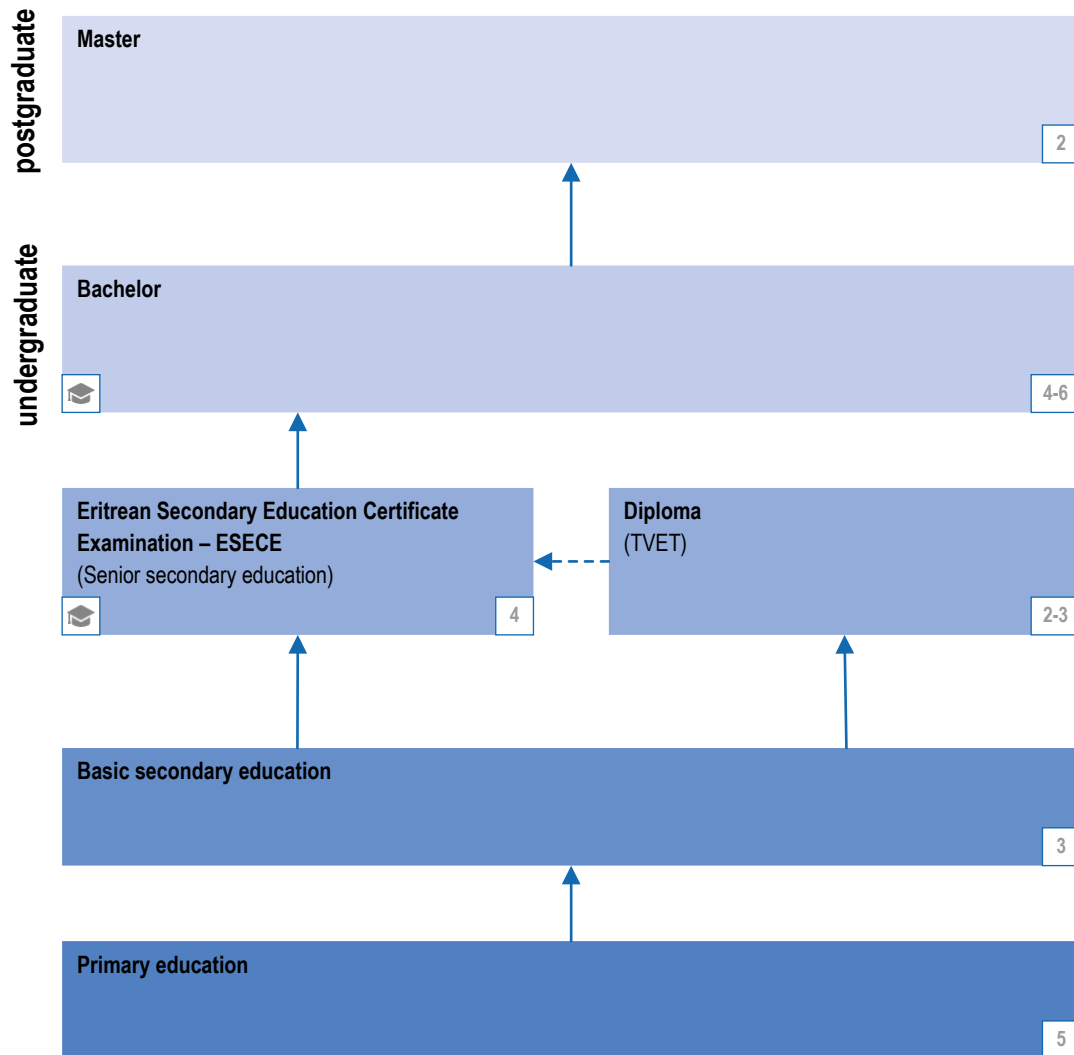 postgraduate
Master
2
undergraduate
Bachelor
4-6
Eritrean Secondary Education Certificate
Examination – ESECE
(Senior secondary education)
4
Diploma
(TVET)
2-3
Basic secondary education
3
Primary education
5